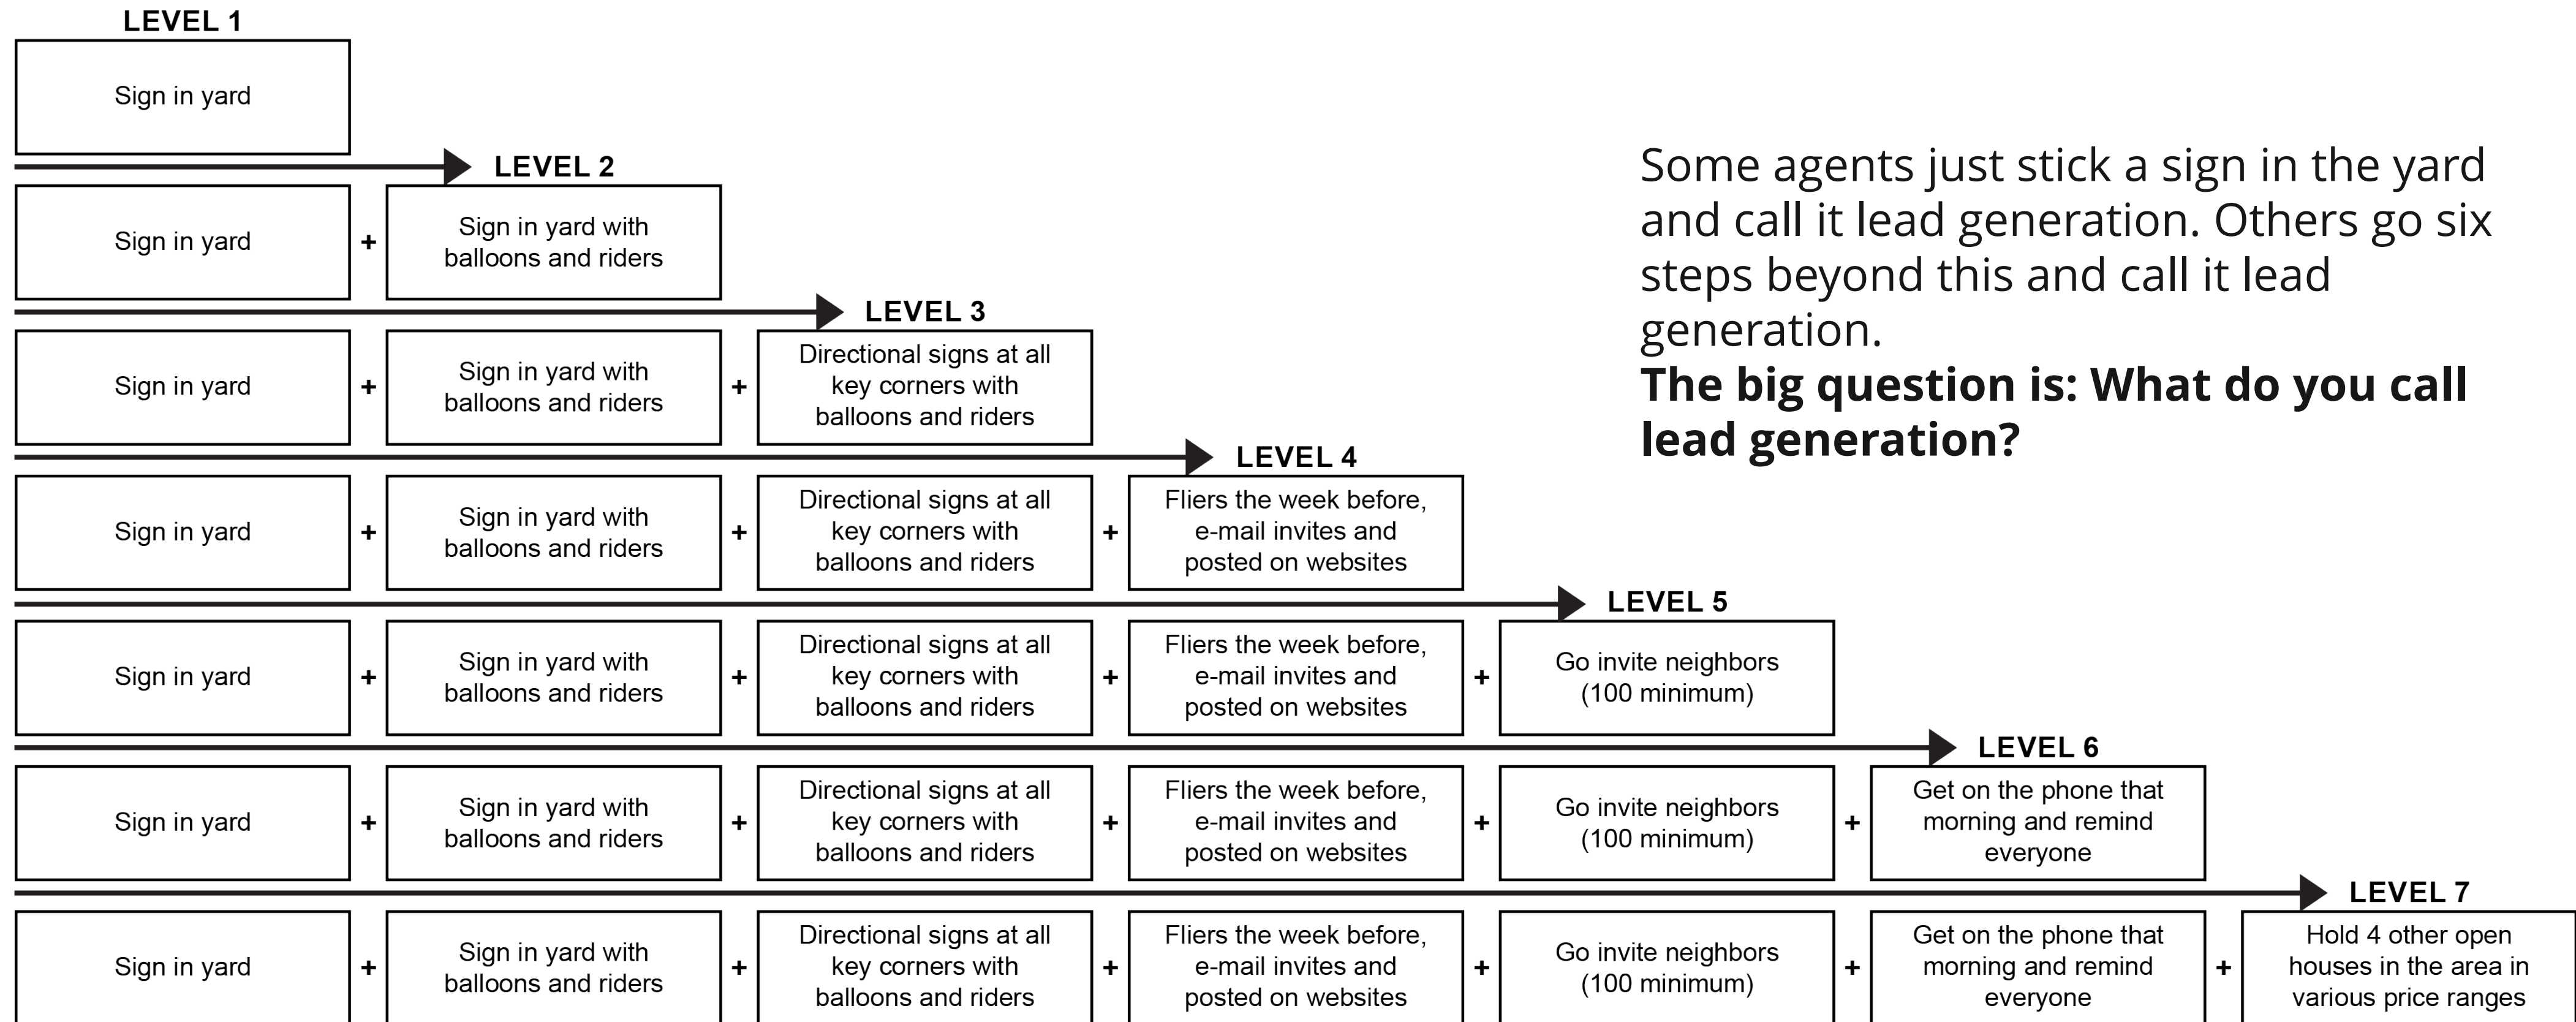 LEVEL 1
Sign in yard
Some agents just stick a sign in the yard
and call it lead generation. Others go six
steps beyond this and call it lead
generation.
The big question is: What do you call
lead generation?
LEVEL 2
Sign in yard
+
Sign in yard with
balloons and riders
LEVEL 3
Sign in yard
+
Sign in yard with
balloons and riders
+
Directional signs at all
key corners with
balloons and riders
LEVEL 4
Sign in yard
+
Sign in yard with
balloons and riders
+
Directional signs at all
key corners with
balloons and riders
+
Fliers the week before,
e-mail invites and
posted on websites
LEVEL 5
Sign in yard
+
Sign in yard with
balloons and riders
+
Directional signs at all
key corners with
balloons and riders
+
Fliers the week before,
e-mail invites and
posted on websites
+
Go invite neighbors
(100 minimum)
LEVEL 6
Sign in yard
+
Sign in yard with
balloons and riders
+
Directional signs at all
key corners with
balloons and riders
+
Fliers the week before,
e-mail invites and
posted on websites
+
Go invite neighbors
(100 minimum)
+
Get on the phone that
morning and remind
everyone
LEVEL 7
Sign in yard
+
Sign in yard with
balloons and riders
+
Directional signs at all
key corners with
balloons and riders
+
Fliers the week before,
e-mail invites and
posted on websites
+
Go invite neighbors
(100 minimum)
+
Get on the phone that
morning and remind
everyone
+
Hold 4 other open
houses in the area in
various price ranges